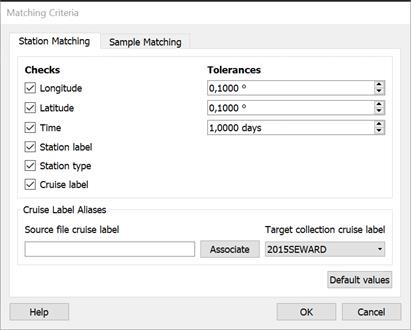 Matching Criteria
Station Matching Sample Matching
Checks Tolerances
Longitude 0,1000 º
Latitude 0,1000 º
Time 1,0000 days
Station label
Station type
Cruise label
Cruise Label Aliases
Source file cruise label Target collection cruise label
Associate 2015SEWARD
Default values
Help OK Cancel